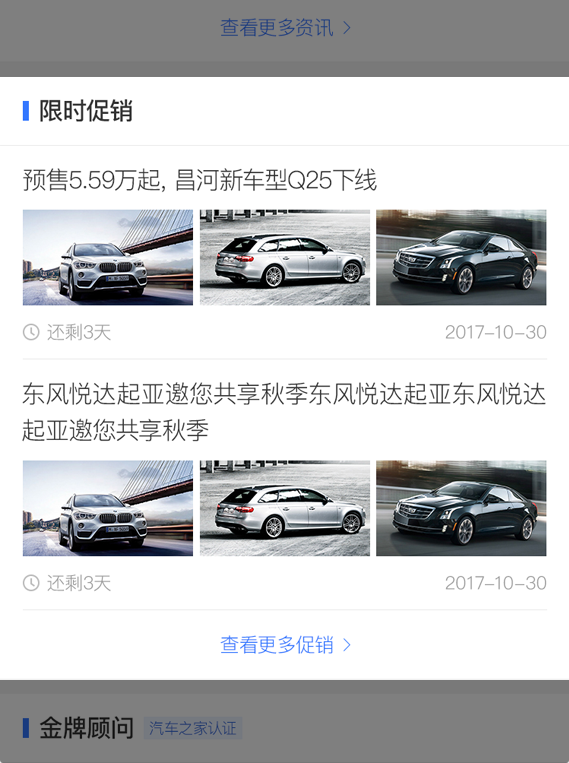 查看更多资讯 >
限时促销
预售5.59万起, 昌河新车型Q25下线
还剩3天
2017-10-30
东风悦达起亚邀您共享秋季东风悦达起亚东风悦达
起亚邀您共享秋季
还剩3天
2017-10-30
查看更多促销 >
金牌顾问 汽车之家认证